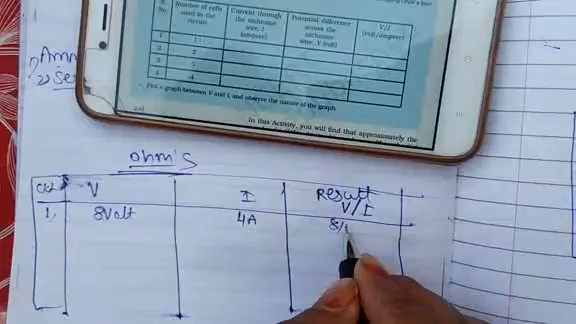 Number of cells used in the circuit
Current through the nichrome wire, I (ampere)
Potential difference across the nichrome wire, V (volt)
V/I (volt/ampere)
1 1
2 2
3 3
4 4
Plot a graph between V and I, and observe the nature of the graph.
In this Activity, you will find that approximately the
ohm's
V I Result V/I
1, 8Volt 4A 8/